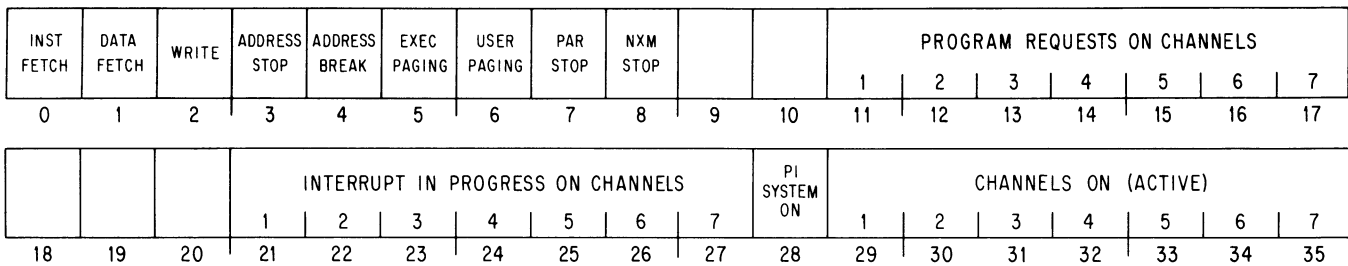 INST FETCH DATA FETCH WRITE ADDRESS STOP ADDRESS BREAK EXEC PAGING USER PAGING PAR STOP NXM STOP PROGRAM REQUESTS ON CHANNELS
1 2 3 4 5 6 7
0 1 2 3 4 5 6 7 8 9 10 11 12 13 14 15 16 17
INTERRUPT IN PROGRESS ON CHANNELS PI SYSTEM ON CHANNELS ON (ACTIVE)
1 2 3 4 5 6 7 1 2 3 4 5 6 7
18 19 20 21 22 23 24 25 26 27 28 29 30 31 32 33 34 35